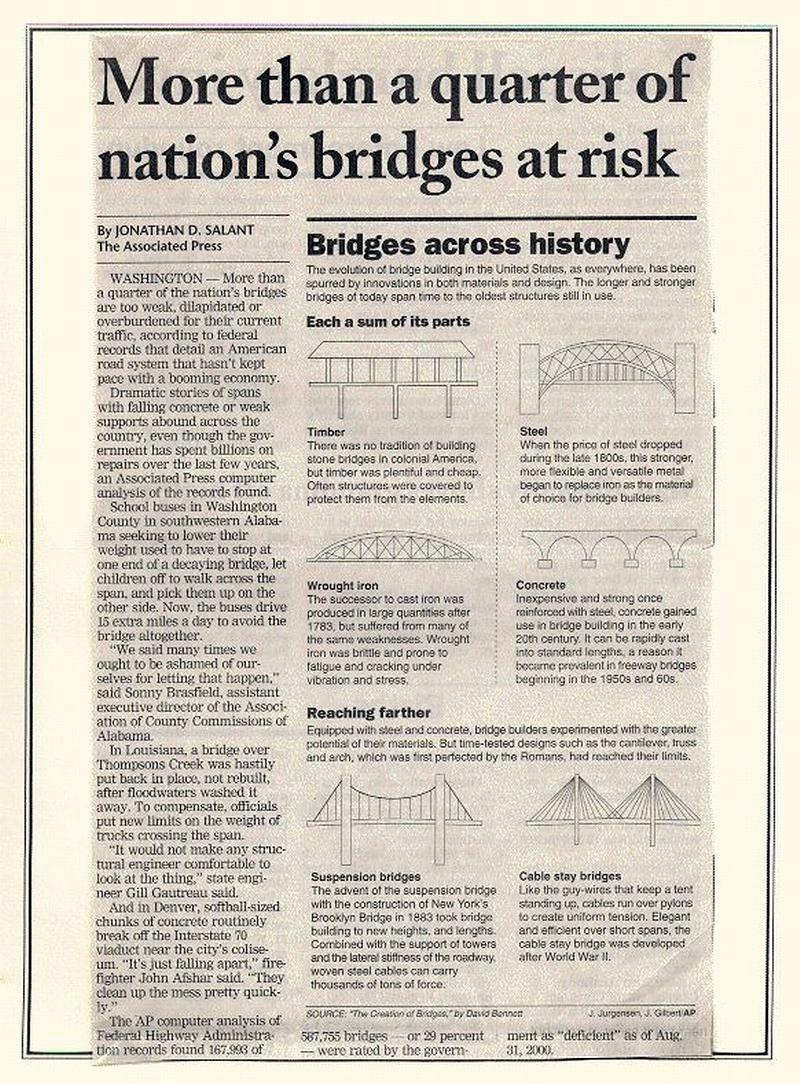 More than a quarter of
nation's bridges at risk
By JONATHAN D. SALANT
The Associated Press
WASHINGTON — More than
a quarter of the nation's bridges
are too weak, dilapidated or
overburdened for their current
traffic, according to federal
records that detail an American
road system that hasn't kept
pace with a booming economy.
Dramatic stories of spans
with falling concrete or weak
supports abound across the
country, even though the gov-
ernment has spent billions on
repairs over the last few years,
an Associated Press computer
analysis of the records found.
School buses in Washington
County in southwestern Alaba-
ma seeking to lower their
weight used to have to stop at
one end of a decaying bridge, let
children off to walk across the
span, and pick them up on the
other side. Now, the buses drive
15 extra miles a day to avoid the
bridge altogether.
"We said many times we
ought to be ashamed of our-
selves for letting that happen,"
said Sonny Brasfield, assistant
executive director of the Associ-
ation of County Commissions of
Alabama.
In Louisiana, a bridge over
Thompsons Creek was hastily
put back in place, not rebuilt,
after floodwaters washed it
away. To compensate, officials
put new limits on the weight of
trucks crossing the span.
"It would not make any struc-
tural engineer comfortable to
look at the thing," state engi-
neer Gill Gautreau said.
And in Denver, softball-sized
chunks of concrete routinely
break off the Interstate 70
viaduct near the city's colise-
um. "It's just falling apart," fire-
fighter John Afshar said. "They
clean up the mess pretty quick-
ly."
The AP computer analysis of
Federal Highway Administra-
tion records found 167,993 of
587,755 bridges — or 29 percent
— were rated by the govern-
ment as "deficient" as of Aug.
31, 2000.
Bridges across history
The evolution of bridge building in the United States, as everywhere, has been
spurred by innovations in both materials and design. The longer and stronger
bridges of today span time to the oldest structures still in use.
Each a sum of its parts
Timber
There was no tradition of building
stone bridges in colonial America,
but timber was plentiful and cheap.
Often structures were covered to
protect them from the elements.
Steel
When the price of steel dropped
during the late 1800s, this stronger,
more flexible and versatile metal
began to replace iron as the material
of choice for bridge builders.
Wrought iron
The successor to cast iron was
produced in large quantities after
1783, but suffered from many of
the same weaknesses. Wrought
iron was brittle and prone to
fatigue and cracking under
vibration and stress.
Concrete
Inexpensive and strong once
reinforced with steel, concrete gained
use in bridge building in the early
20th century. It can be rapidly cast
into standard lengths, a reason it
became prevalent in freeway bridges
beginning in the 1950s and 60s.
Reaching farther
Equipped with steel and concrete, bridge builders experimented with the greater
potential of their materials. But time-tested designs such as the cantilever, truss
and arch, which was first perfected by the Romans, had reached their limits.
Suspension bridges
The advent of the suspension bridge
with the construction of New York's
Brooklyn Bridge in 1883 took bridge
building to new heights, and lengths.
Combined with the support of towers
and the lateral stiffness of the roadway,
woven steel cables can carry
thousands of tons of force.
Cable stay bridges
Like the guy-wires that keep a tent
standing up, cables run over pylons
to create uniform tension. Elegant
and efficient over short spans, the
cable stay bridge was developed
after World War II.
SOURCE: "The Creation of Bridges," by David Bennett
J. Jurgensen, J. Gilbert/AP